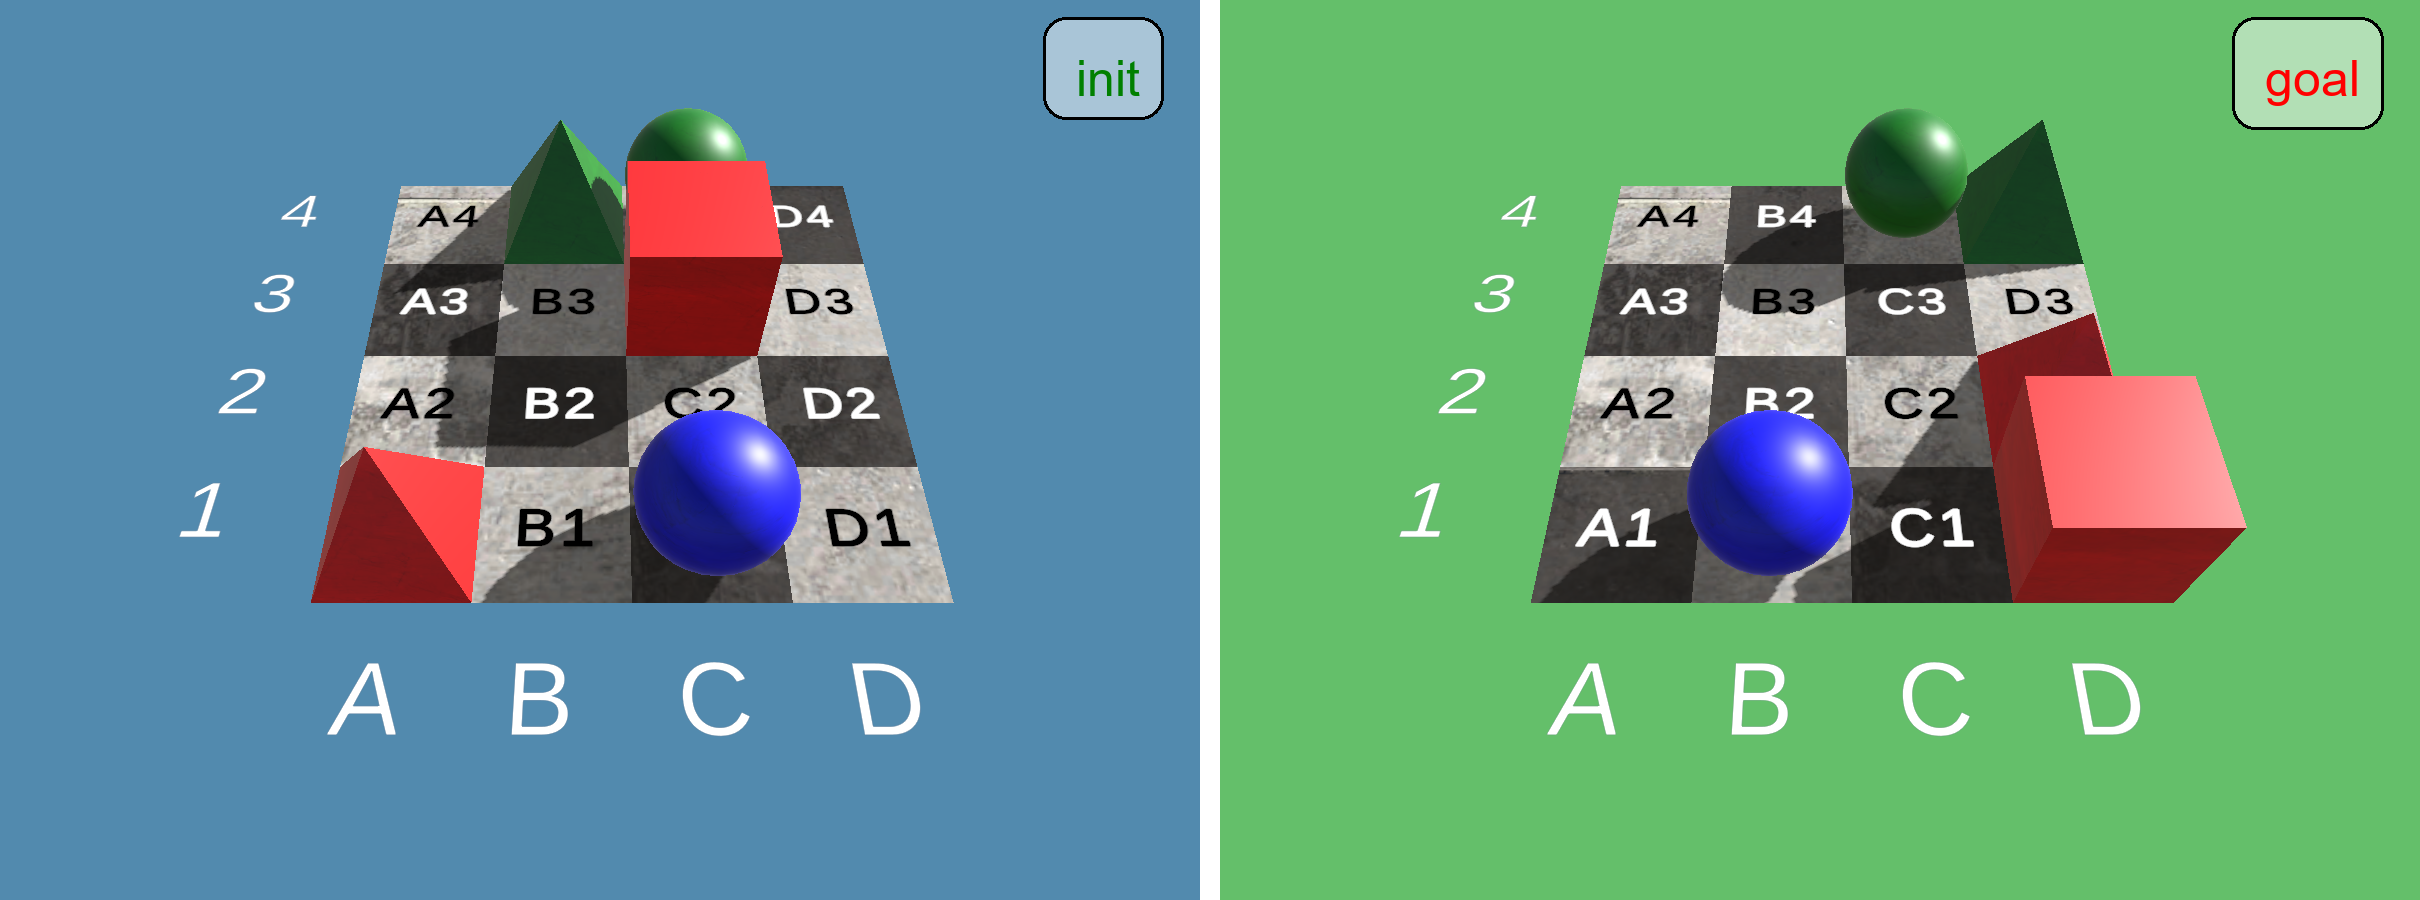 init
4 A4 D4
3 A3 B3 D3
2 A2 B2 C2 D2
1 B1 D1
A B C D
goal
4 A4 B4
3 A3 B3 C3 D3
2 A2 B2 C2
1 A1 C1
A B C D